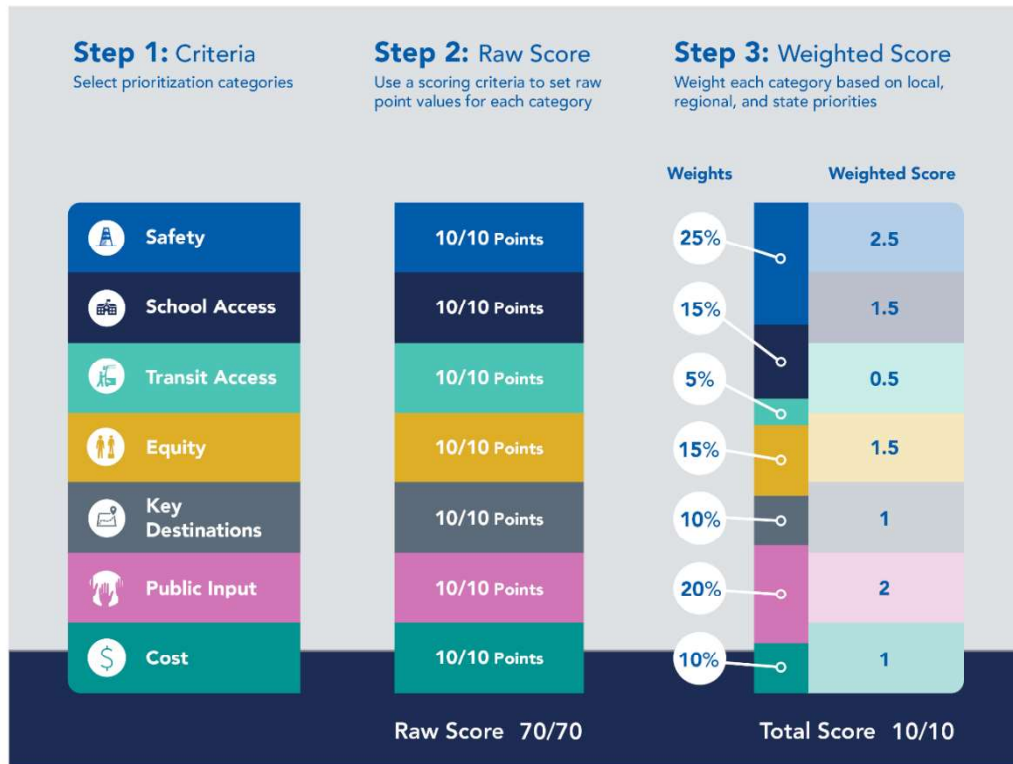 Step 1: Criteria
Select prioritization categories
Step 2: Raw Score
Use a scoring criteria to set raw
point values for each category
Step 3: Weighted Score
Weight each category based on local,
regional, and state priorities
Weights
Weighted Score
Safety
10/10 Points
25%
2.5
School Access
10/10 Points
15%
1.5
Transit Access
10/10 Points
5%
0.5
Equity
10/10 Points
15%
1.5
Key
Destinations
10/10 Points
10%
1
Public Input
10/10 Points
20%
2
$
Cost
10/10 Points
10%
1
Raw Score 70/70
Total Score 10/10